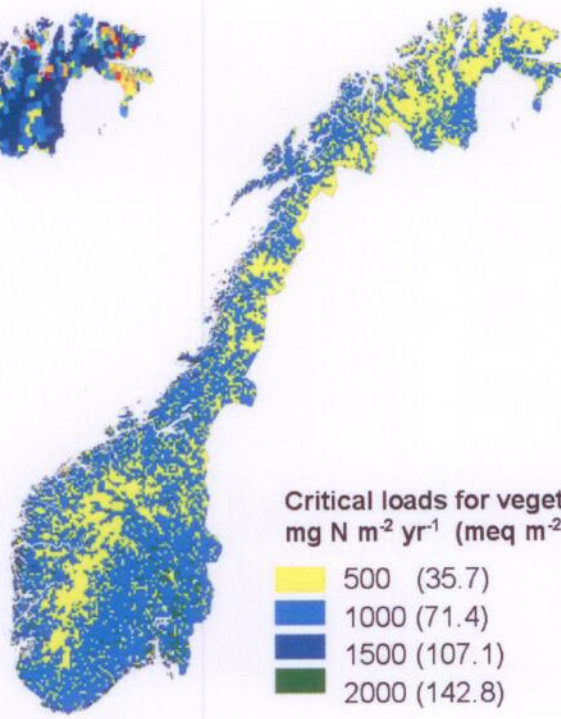 Critical loads for veget
mg N m⁻² yr⁻¹ (meq m⁻²
500 (35.7)
1000 (71.4)
1500 (107.1)
2000 (142.8)